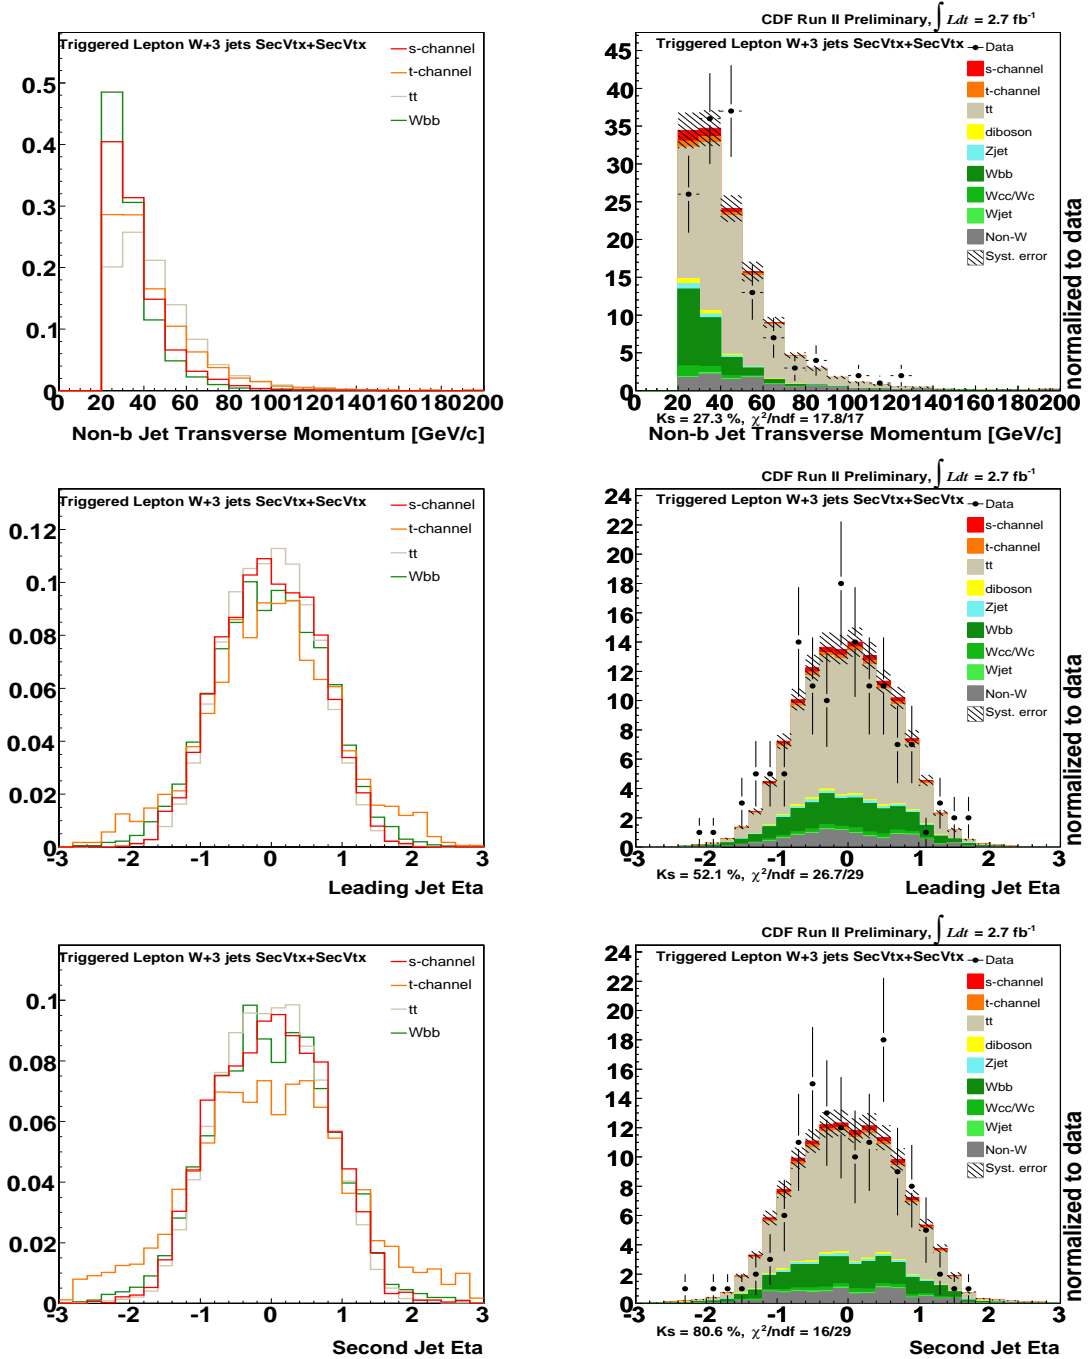 Triggered Lepton W+3 jets SecVtx+SecVtx
s-channel
t-channel
tt
Wbb
0.5
0.4
0.3
0.2
0.1
0
0 20 40 60 80 100 120 140 160 180 200
Non-b Jet Transverse Momentum [GeV/c]
CDF Run II Preliminary, ∫ Ldt = 2.7 fb⁻¹
Triggered Lepton W+3 jets SecVtx+SecVtx
Data
s-channel
t-channel
tt
diboson
Zjet
Wbb
Wcc/Wc
Wjet
Non-W
Syst. error
45
40
35
30
25
20
15
10
5
0
0 20 40 60 80 100 120 140 160 180 200
Ks = 27.3 %, χ²/ndf = 17.8/17
Non-b Jet Transverse Momentum [GeV/c]
normalized to data
Triggered Lepton W+3 jets SecVtx+SecVtx
s-channel
t-channel
tt
Wbb
0.12
0.1
0.08
0.06
0.04
0.02
0
-3 -2 -1 0 1 2 3
Leading Jet Eta
CDF Run II Preliminary, ∫ Ldt = 2.7 fb⁻¹
Triggered Lepton W+3 jets SecVtx+SecVtx
Data
s-channel
t-channel
tt
diboson
Zjet
Wbb
Wcc/Wc
Wjet
Non-W
Syst. error
24
22
20
18
16
14
12
10
8
6
4
2
0
-3 -2 -1 0 1 2 3
Ks = 52.1 %, χ²/ndf = 26.7/29
Leading Jet Eta
normalized to data
Triggered Lepton W+3 jets SecVtx+SecVtx
s-channel
t-channel
tt
Wbb
0.1
0.08
0.06
0.04
0.02
0
-3 -2 -1 0 1 2 3
Second Jet Eta
CDF Run II Preliminary, ∫ Ldt = 2.7 fb⁻¹
Triggered Lepton W+3 jets SecVtx+SecVtx
Data
s-channel
t-channel
tt
diboson
Zjet
Wbb
Wcc/Wc
Wjet
Non-W
Syst. error
24
22
20
18
16
14
12
10
8
6
4
2
0
-3 -2 -1 0 1 2 3
Ks = 80.6 %, χ²/ndf = 16/29
Second Jet Eta
normalized to data